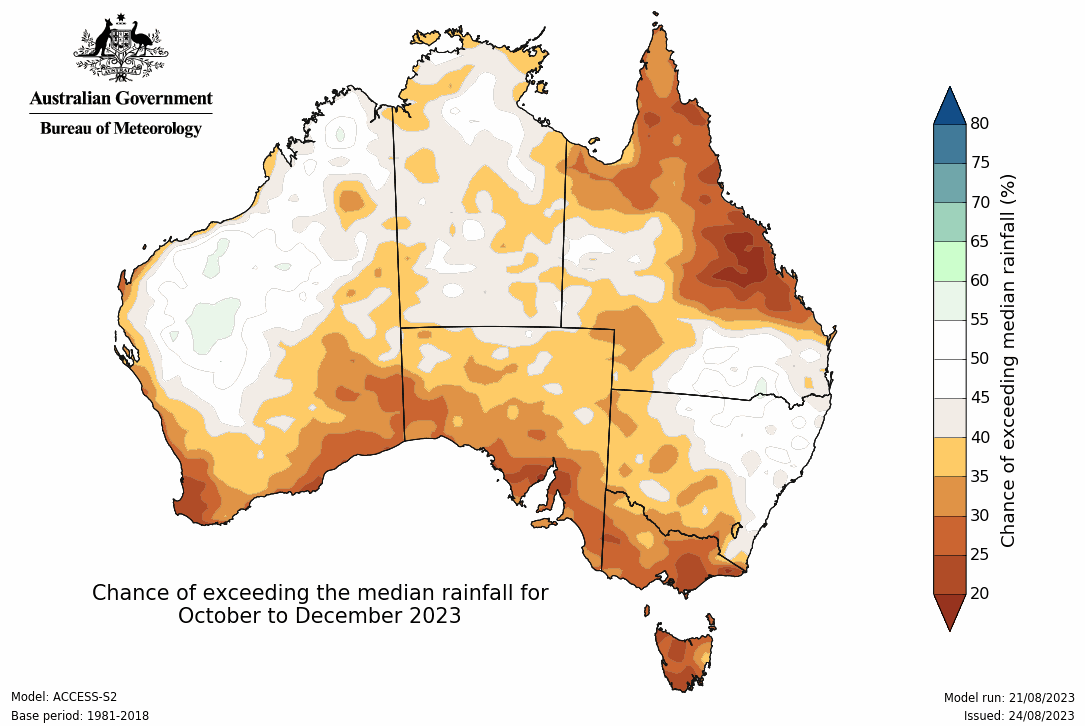 Australian Government
Bureau of Meteorology
80
75
70
65
60
55
50
45
40
35
30
25
20
Chance of exceeding median rainfall (%)
Chance of exceeding the median rainfall for
October to December 2023
Model: ACCESS-S2
Base period: 1981-2018
Model run: 21/08/2023
Issued: 24/08/2023